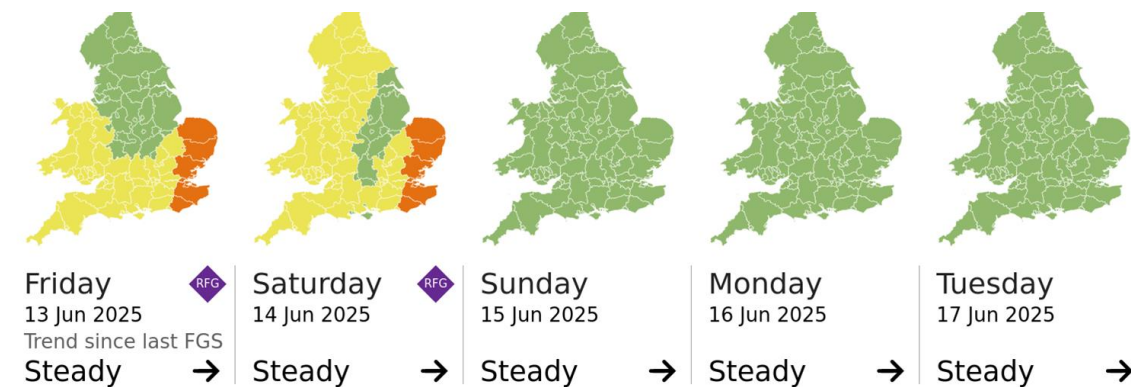 Friday
RFG
13 Jun 2025
Trend since last FGS
Steady →
Saturday
RFG
14 Jun 2025
Steady →
Sunday
15 Jun 2025
Steady →
Monday
16 Jun 2025
Steady →
Tuesday
17 Jun 2025
Steady →